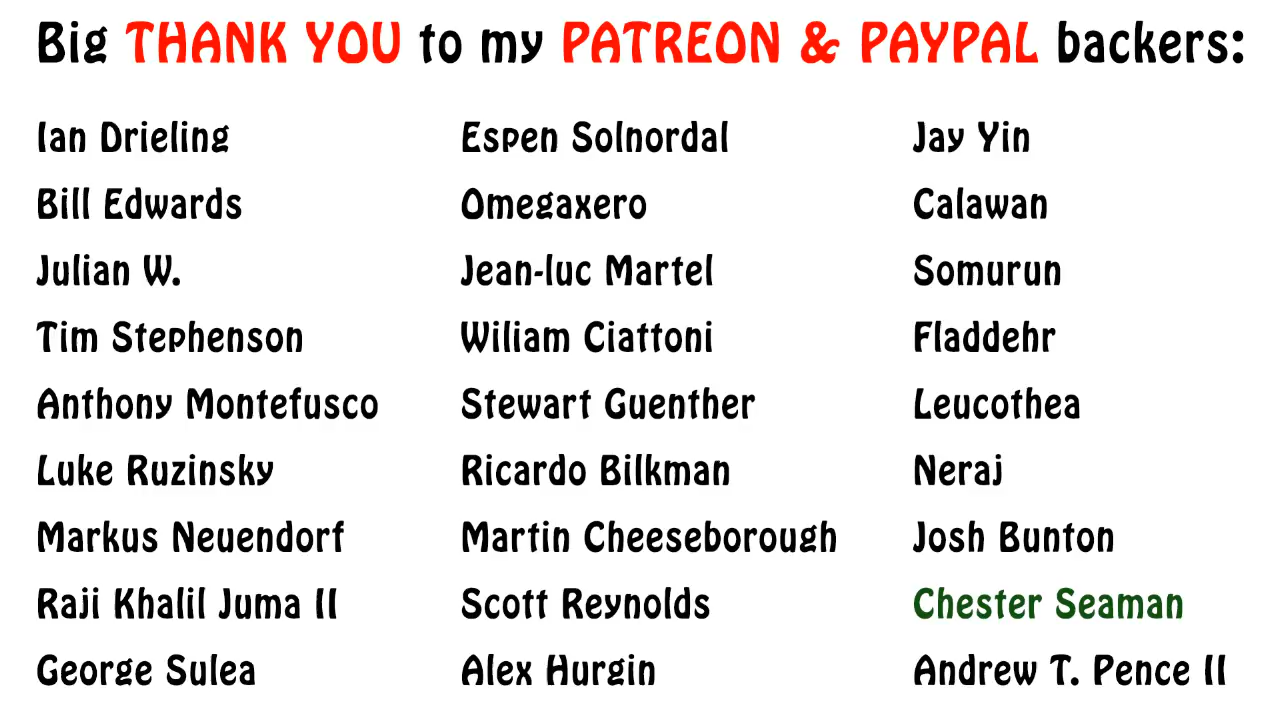 Big THANK YOU to my PATREON & PAYPAL backers:
Ian Drieling
Bill Edwards
Julian W.
Tim Stephenson
Anthony Montefusco
Luke Ruzinsky
Markus Neuendorf
Raji Khalil Juma II
George Sulea
Espen Solnordal
Omegaxero
Jean-luc Martel
Wiliam Ciattoni
Stewart Guenther
Ricardo Bilkman
Martin Cheeseborough
Scott Reynolds
Alex Hurgin
Jay Yin
Calawan
Somurun
Fladdehr
Leucothea
Neraj
Josh Bunton
Chester Seaman
Andrew T. Pence II